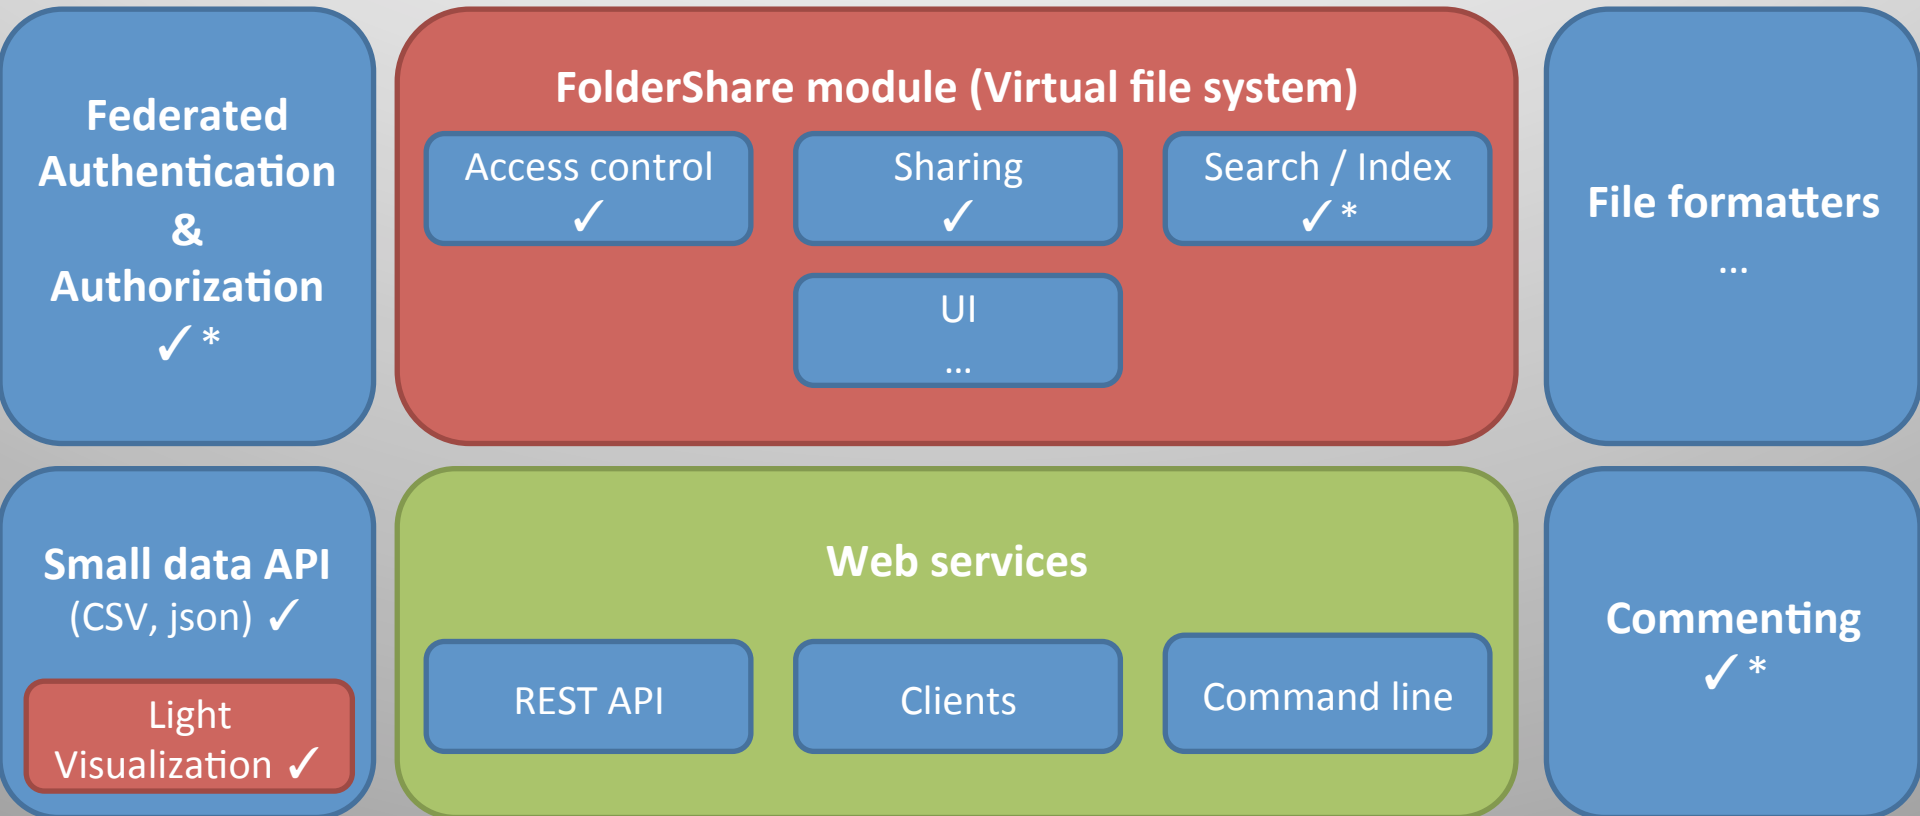 Federated
Authentication
&
Authorization
✓*
FolderShare module (Virtual file system)
Access control
✓
Sharing
✓
Search / Index
✓*
UI
...
File formatters
...
Small data API
(CSV, json) ✓
Light
Visualization ✓
Web services
REST API
Clients
Command line
Commenting
✓*